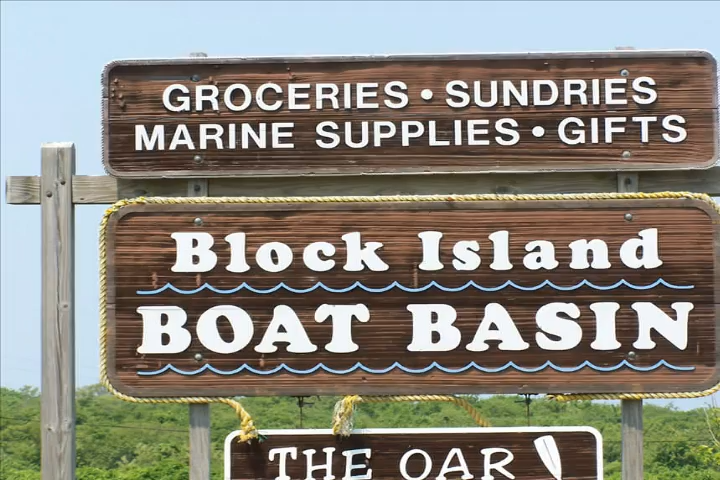 GROCERIES • SUNDRIES
MARINE SUPPLIES • GIFTS
Block Island
BOAT BASIN
THE OAR